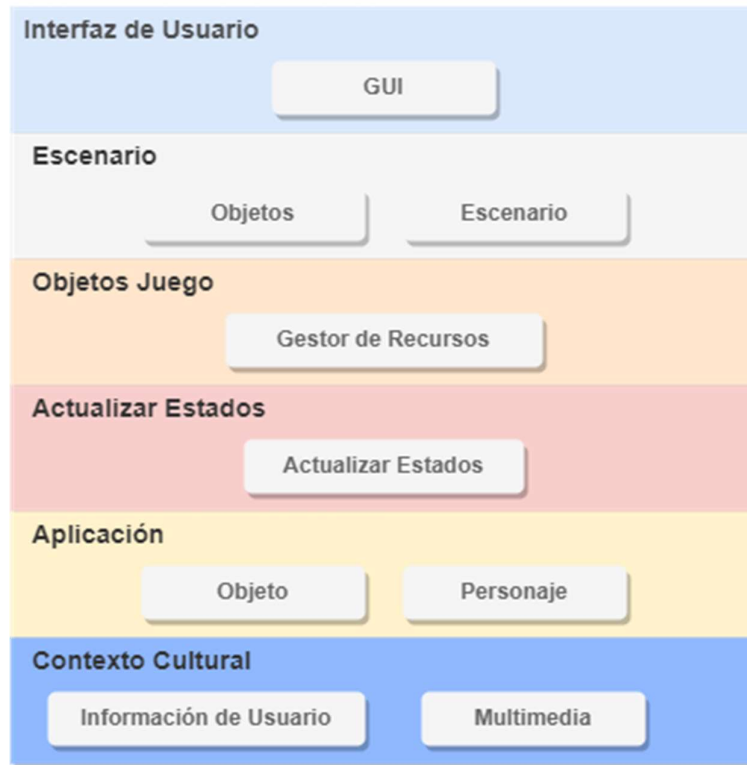 Interfaz de Usuario
GUI
Escenario
Objetos
Escenario
Objetos Juego
Gestor de Recursos
Actualizar Estados
Actualizar Estados
Aplicación
Objeto
Personaje
Contexto Cultural
Información de Usuario
Multimedia